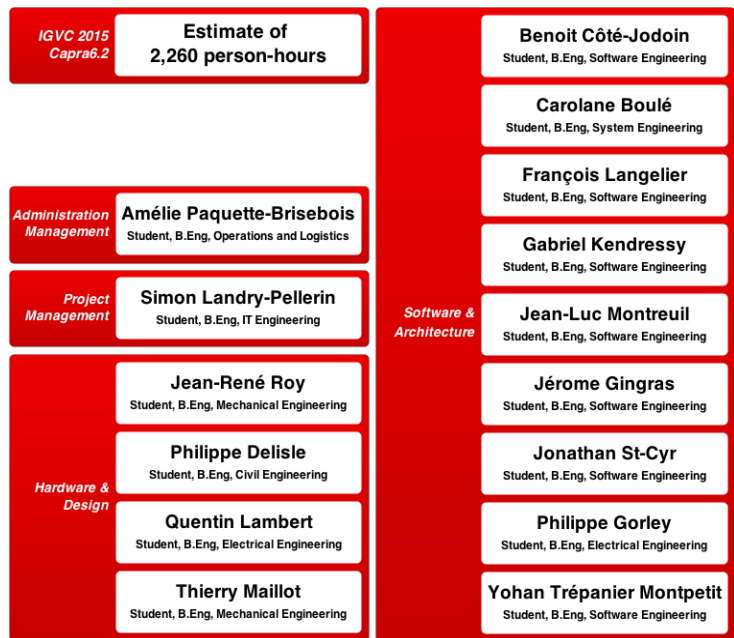 IGVC 2015
Capra6.2
Estimate of
2,260 person-hours
Administration
Management
Amélie Paquette-Brisebois
Student, B.Eng, Operations and Logistics
Project
Management
Simon Landry-Pellerin
Student, B.Eng, IT Engineering
Hardware &
Design
Jean-René Roy
Student, B.Eng, Mechanical Engineering
Philippe Delisle
Student, B.Eng, Civil Engineering
Quentin Lambert
Student, B.Eng, Electrical Engineering
Thierry Maillot
Student, B.Eng, Mechanical Engineering
Software &
Architecture
Benoit Côté-Jodoin
Student, B.Eng, Software Engineering
Carolane Boulé
Student, B.Eng, System Engineering
François Langelier
Student, B.Eng, Software Engineering
Gabriel Kendressy
Student, B.Eng, Software Engineering
Jean-Luc Montreuil
Student, B.Eng, Software Engineering
Jérome Gingras
Student, B.Eng, Software Engineering
Jonathan St-Cyr
Student, B.Eng, Software Engineering
Philippe Gorley
Student, B.Eng, Electrical Engineering
Yohan Trépanier Montpetit
Student, B.Eng, Software Engineering